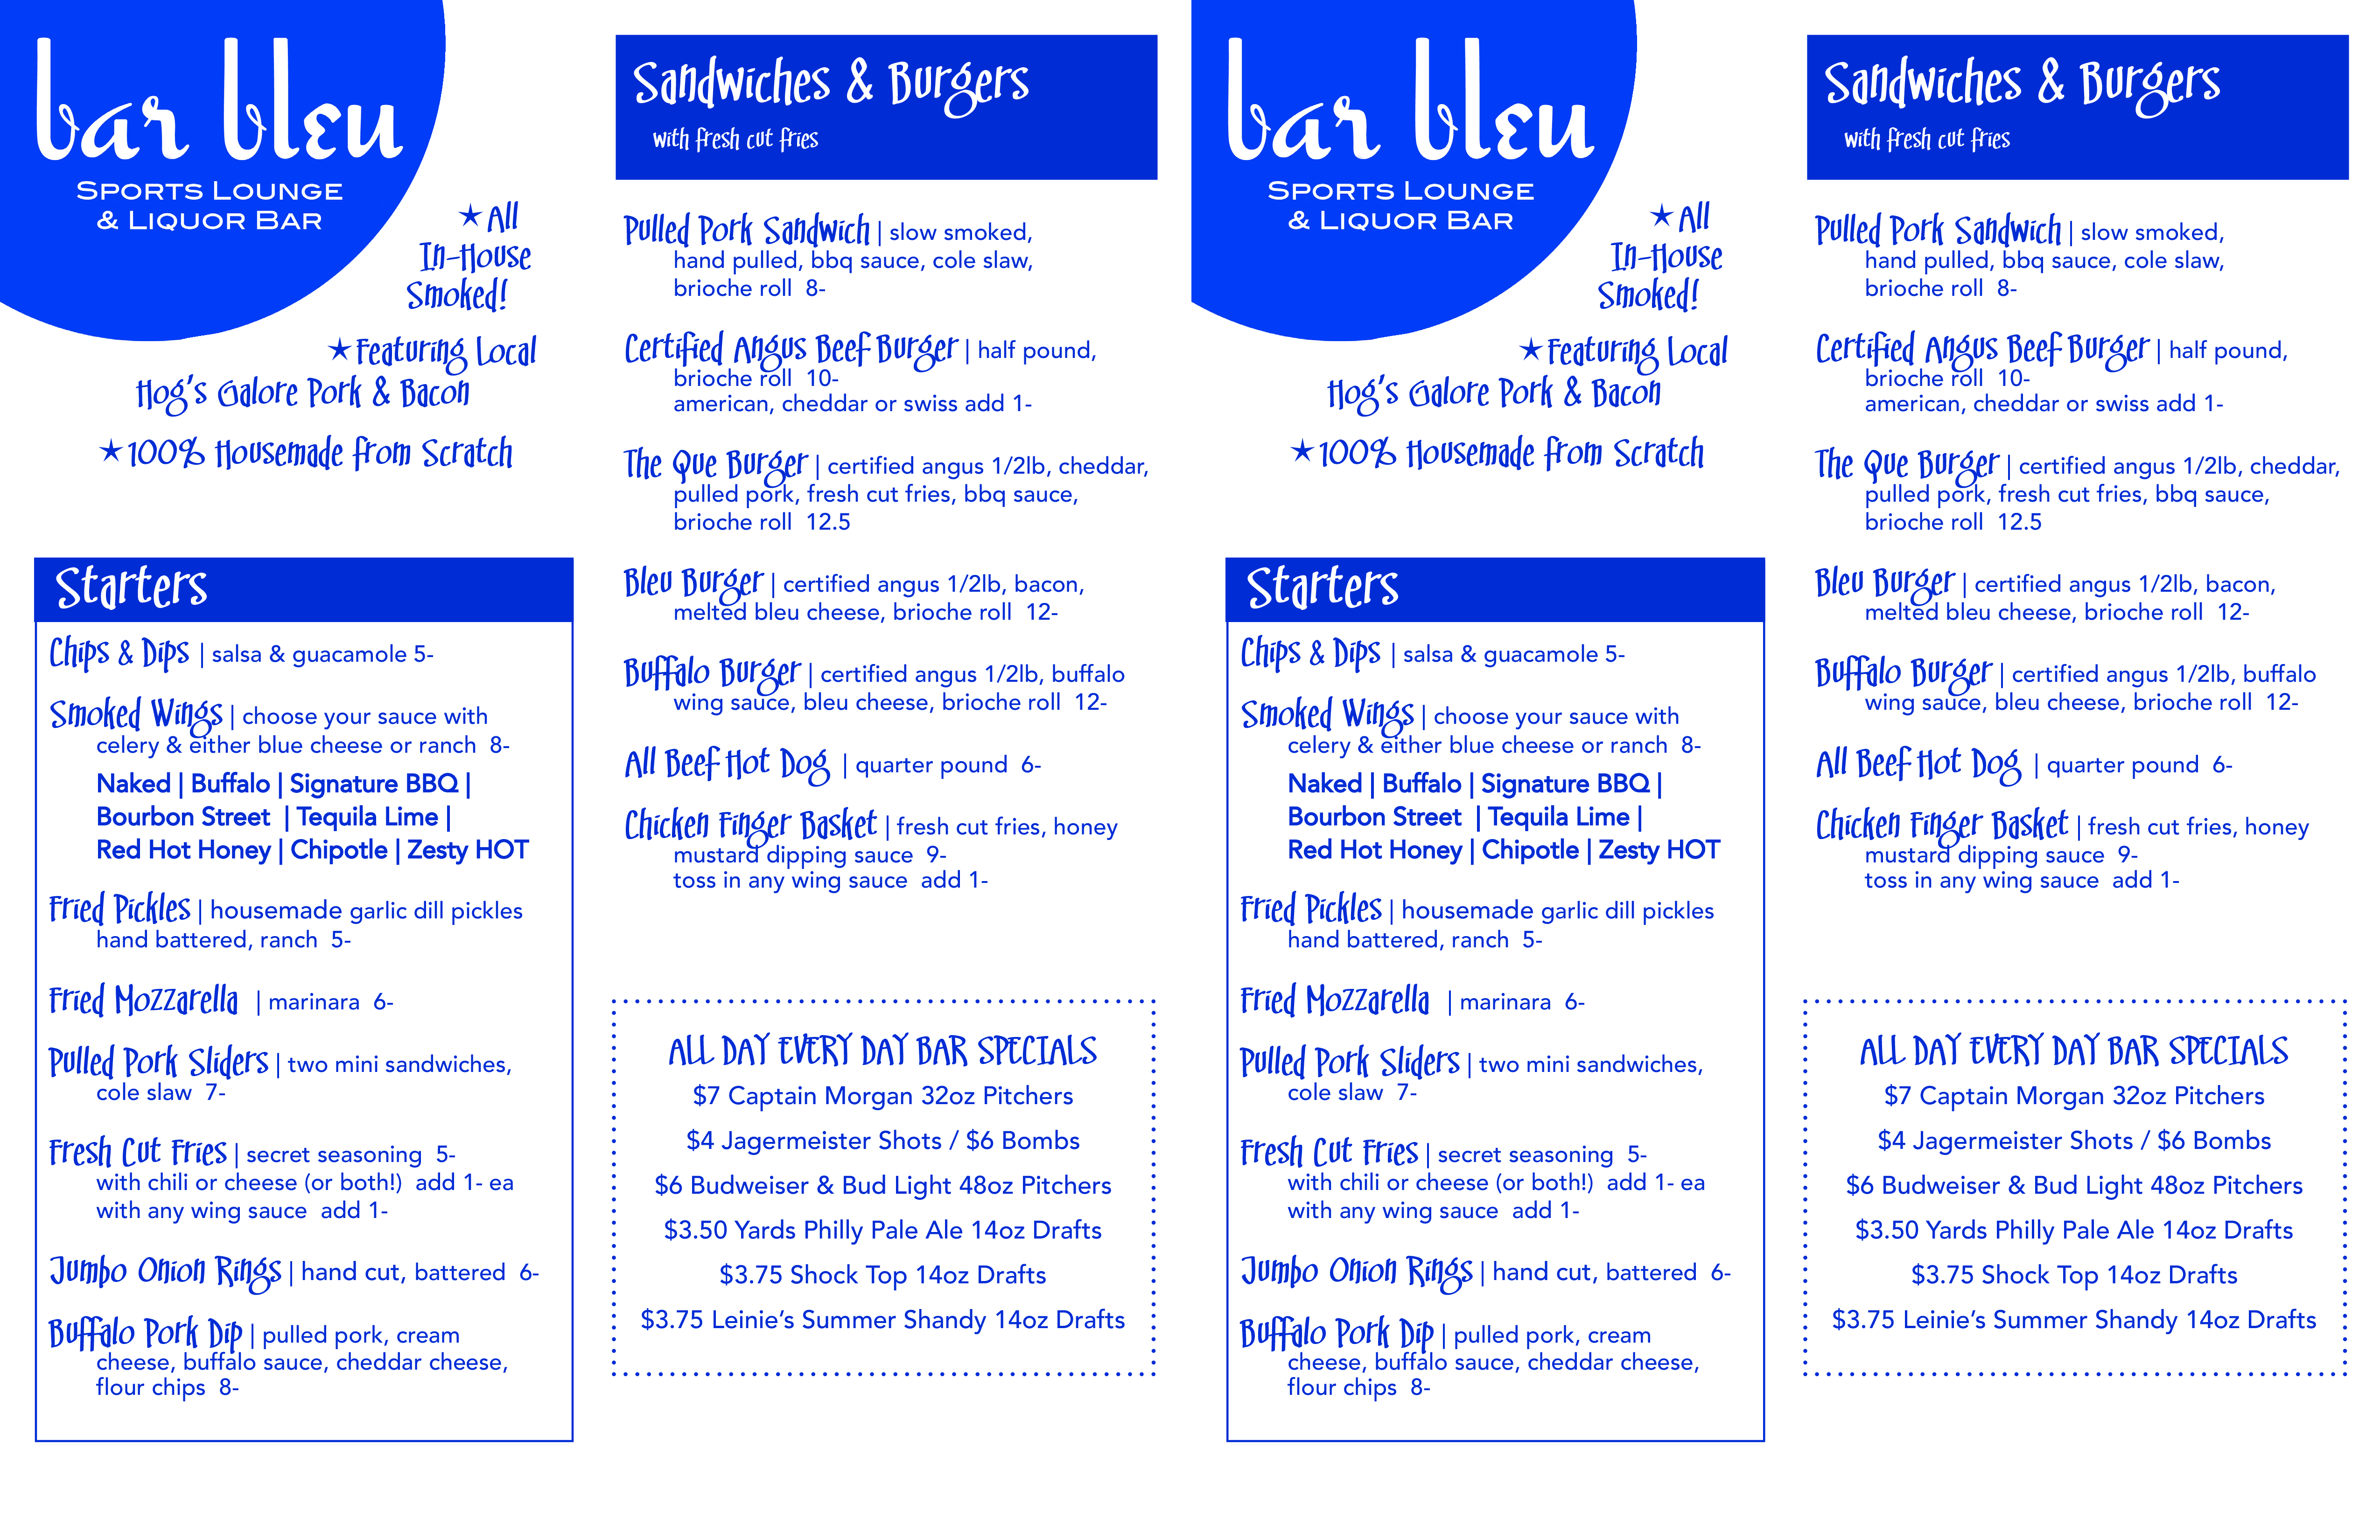 bar bleu
Sports Lounge
& Liquor Bar
★All
In-House
Smoked!
★Featuring Local
Hog's Galore Pork & Bacon
★100% Housemade from Scratch
Starters
Chips & Dips | salsa & guacamole 5-
Smoked Wings | choose your sauce with
celery & either blue cheese or ranch 8-
Naked | Buffalo | Signature BBQ |
Bourbon Street | Tequila Lime |
Red Hot Honey | Chipotle | Zesty HOT
Fried Pickles | housemade garlic dill pickles
hand battered, ranch 5-
Fried Mozzarella | marinara 6-
Pulled Pork Sliders | two mini sandwiches,
cole slaw 7-
Fresh Cut Fries | secret seasoning 5-
with chili or cheese (or both!) add 1- ea
with any wing sauce add 1-
Jumbo Onion Rings | hand cut, battered 6-
Buffalo Pork Dip | pulled pork, cream
cheese, buffalo sauce, cheddar cheese,
flour chips 8-
Sandwiches & Burgers
with fresh cut fries
Pulled Pork Sandwich | slow smoked,
hand pulled, bbq sauce, cole slaw,
brioche roll 8-
Certified Angus Beef Burger | half pound,
brioche roll 10-
american, cheddar or swiss add 1-
The Que Burger | certified angus 1/2lb, cheddar,
pulled pork, fresh cut fries, bbq sauce,
brioche roll 12.5
Bleu Burger | certified angus 1/2lb, bacon,
melted bleu cheese, brioche roll 12-
Buffalo Burger | certified angus 1/2lb, buffalo
wing sauce, bleu cheese, brioche roll 12-
All Beef Hot Dog | quarter pound 6-
Chicken Finger Basket | fresh cut fries, honey
mustard dipping sauce 9-
toss in any wing sauce add 1-
ALL DAY EVERY DAY BAR SPECIALS
$7 Captain Morgan 32oz Pitchers
$4 Jagermeister Shots / $6 Bombs
$6 Budweiser & Bud Light 48oz Pitchers
$3.50 Yards Philly Pale Ale 14oz Drafts
$3.75 Shock Top 14oz Drafts
$3.75 Leinie's Summer Shandy 14oz Drafts
bar bleu
Sports Lounge
& Liquor Bar
★All
In-House
Smoked!
★Featuring Local
Hog's Galore Pork & Bacon
★100% Housemade from Scratch
Starters
Chips & Dips | salsa & guacamole 5-
Smoked Wings | choose your sauce with
celery & either blue cheese or ranch 8-
Naked | Buffalo | Signature BBQ |
Bourbon Street | Tequila Lime |
Red Hot Honey | Chipotle | Zesty HOT
Fried Pickles | housemade garlic dill pickles
hand battered, ranch 5-
Fried Mozzarella | marinara 6-
Pulled Pork Sliders | two mini sandwiches,
cole slaw 7-
Fresh Cut Fries | secret seasoning 5-
with chili or cheese (or both!) add 1- ea
with any wing sauce add 1-
Jumbo Onion Rings | hand cut, battered 6-
Buffalo Pork Dip | pulled pork, cream
cheese, buffalo sauce, cheddar cheese,
flour chips 8-
Sandwiches & Burgers
with fresh cut fries
Pulled Pork Sandwich | slow smoked,
hand pulled, bbq sauce, cole slaw,
brioche roll 8-
Certified Angus Beef Burger | half pound,
brioche roll 10-
american, cheddar or swiss add 1-
The Que Burger | certified angus 1/2lb, cheddar,
pulled pork, fresh cut fries, bbq sauce,
brioche roll 12.5
Bleu Burger | certified angus 1/2lb, bacon,
melted bleu cheese, brioche roll 12-
Buffalo Burger | certified angus 1/2lb, buffalo
wing sauce, bleu cheese, brioche roll 12-
All Beef Hot Dog | quarter pound 6-
Chicken Finger Basket | fresh cut fries, honey
mustard dipping sauce 9-
toss in any wing sauce add 1-
ALL DAY EVERY DAY BAR SPECIALS
$7 Captain Morgan 32oz Pitchers
$4 Jagermeister Shots / $6 Bombs
$6 Budweiser & Bud Light 48oz Pitchers
$3.50 Yards Philly Pale Ale 14oz Drafts
$3.75 Shock Top 14oz Drafts
$3.75 Leinie's Summer Shandy 14oz Drafts